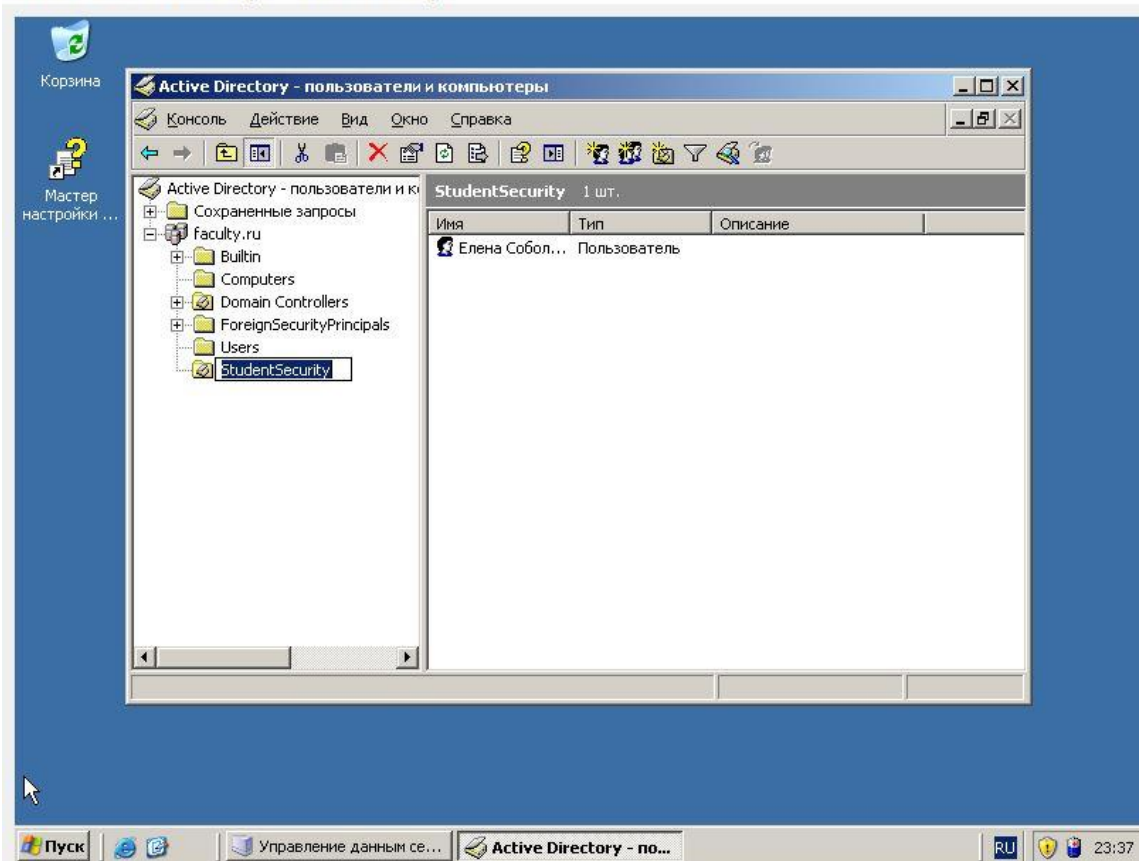 Корзина
Мастер
настройки ...
Active Directory - пользователи и компьютеры
Консоль Действие Вид Окно Справка
Active Directory - пользователи и ко
Сохраненные запросы
faculty.ru
Builtin
Computers
Domain Controllers
ForeignSecurityPrincipals
Users
StudentSecurity
StudentSecurity 1 шт.
Имя Тип Описание
Елена Собол... Пользователь
Пуск
Управление данным се...
Active Directory - по...
RU
23:37